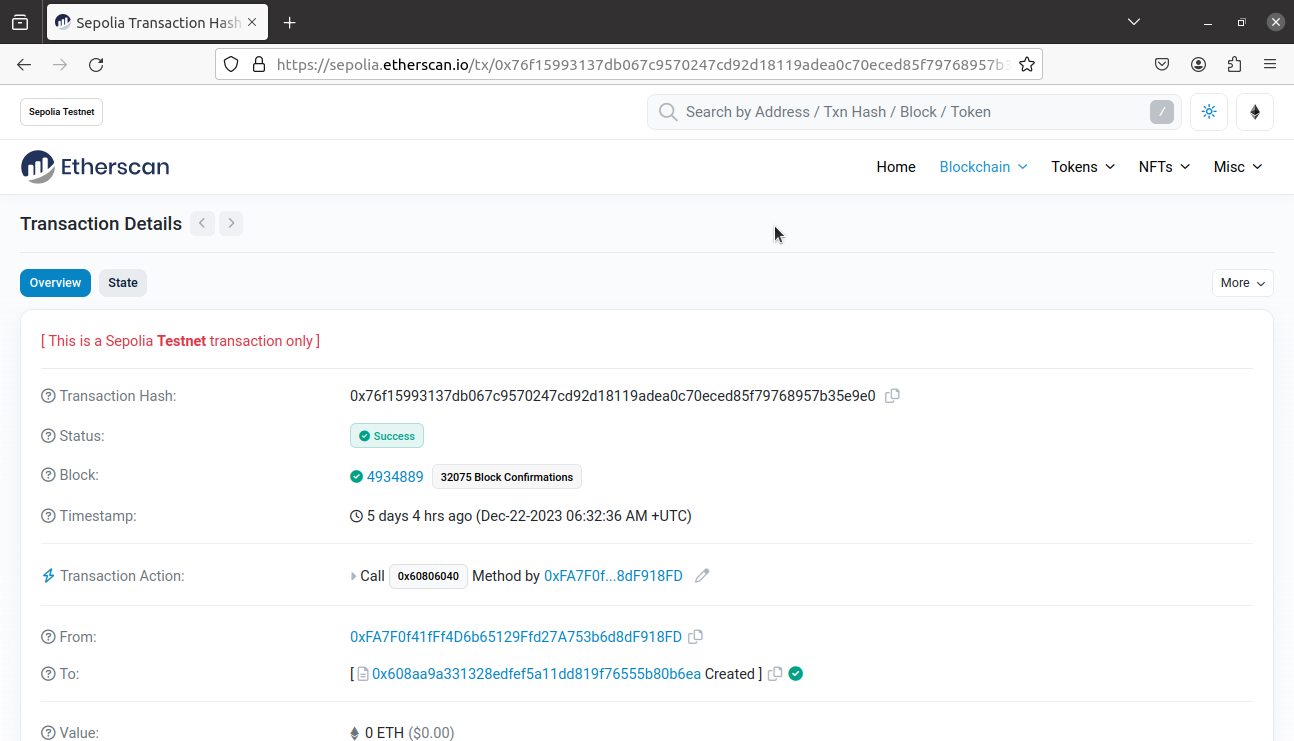 Sepolia Transaction Hash
https://sepolia.etherscan.io/tx/0x76f15993137db067c9570247cd92d18119adea0c70eced85f79768957b3
Sepolia Testnet
Search by Address / Txn Hash / Block / Token /
Etherscan
Home Blockchain Tokens NFTs Misc
Transaction Details
Overview State More
[ This is a Sepolia Testnet transaction only ]
Transaction Hash: 0x76f15993137db067c9570247cd92d18119adea0c70eced85f79768957b35e9e0
Status: Success
Block: 4934889 32075 Block Confirmations
Timestamp: 5 days 4 hrs ago (Dec-22-2023 06:32:36 AM +UTC)
Transaction Action: Call 0x60806040 Method by 0xFA7F0f...8dF918FD
From: 0xFA7F0f41fFf4D6b65129Ffd27A753b6d8dF918FD
To: [ 0x608aa9a331328edfef5a11dd819f76555b80b6ea Created ]
Value: 0 ETH ($0.00)